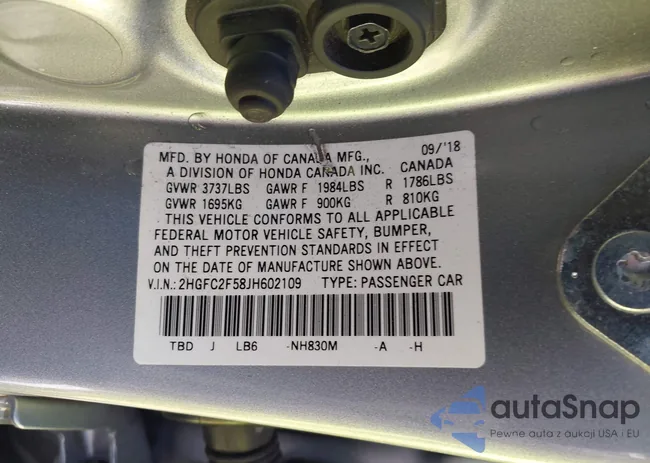 MFD. BY HONDA OF CANADA MFG., 09/'18
A DIVISION OF HONDA CANADA INC. CANADA
GVWR 3737LBS GAWR F 1984LBS R 1786LBS
GVWR 1695KG GAWR F 900KG R 810KG
THIS VEHICLE CONFORMS TO ALL APPLICABLE
FEDERAL MOTOR VEHICLE SAFETY, BUMPER,
AND THEFT PREVENTION STANDARDS IN EFFECT
ON THE DATE OF MANUFACTURE SHOWN ABOVE.
V.I.N.: 2HGFC2F58JH602109 TYPE: PASSENGER CAR
TBD J LB6 -NH830M -A -H
autaSnap
Pewne auta z aukcji USA i EU